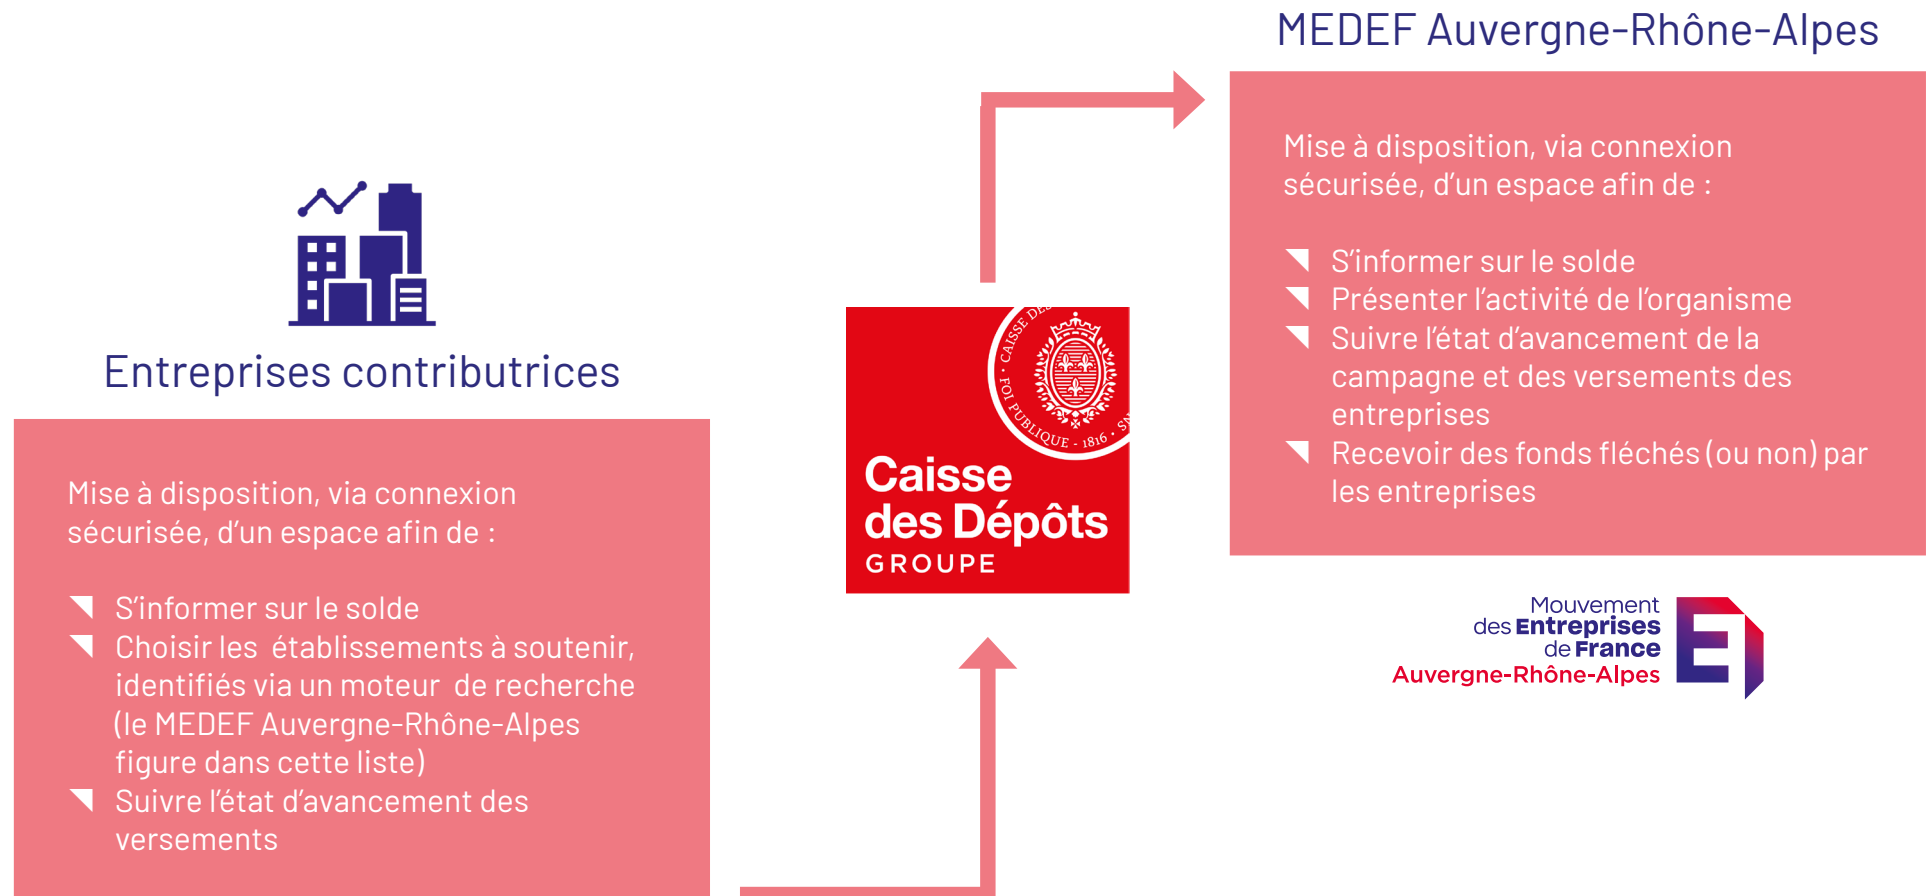 MEDEF Auvergne-Rhône-Alpes
Mise à disposition, via connexion
sécurisée, d'un espace afin de :
S'informer sur le solde
Présenter l'activité de l'organisme
Suivre l'état d'avancement de la
campagne et des versements des
entreprises
Recevoir des fonds fléchés (ou non) par
les entreprises
Mouvement
des Entreprises
de France
Auvergne-Rhône-Alpes
Entreprises contributrices
Mise à disposition, via connexion
sécurisée, d'un espace afin de :
S'informer sur le solde
Choisir les  établissements à soutenir,
identifiés via un moteur  de recherche
(le MEDEF Auvergne-Rhône-Alpes
figure dans cette liste)
Suivre l'état d'avancement des
versements
CAISSE DES
FOI PUBLIQUE - 1816 •
Caisse
des Dépôts
GROUPE